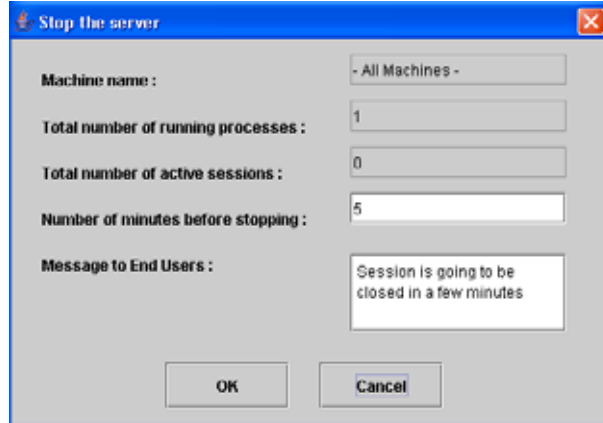 Stop the server
Machine name :
- All Machines -
Total number of running processes :
1
Total number of active sessions :
0
Number of minutes before stopping :
5
Message to End Users :
Session is going to be
closed in a few minutes
OK
Cancel